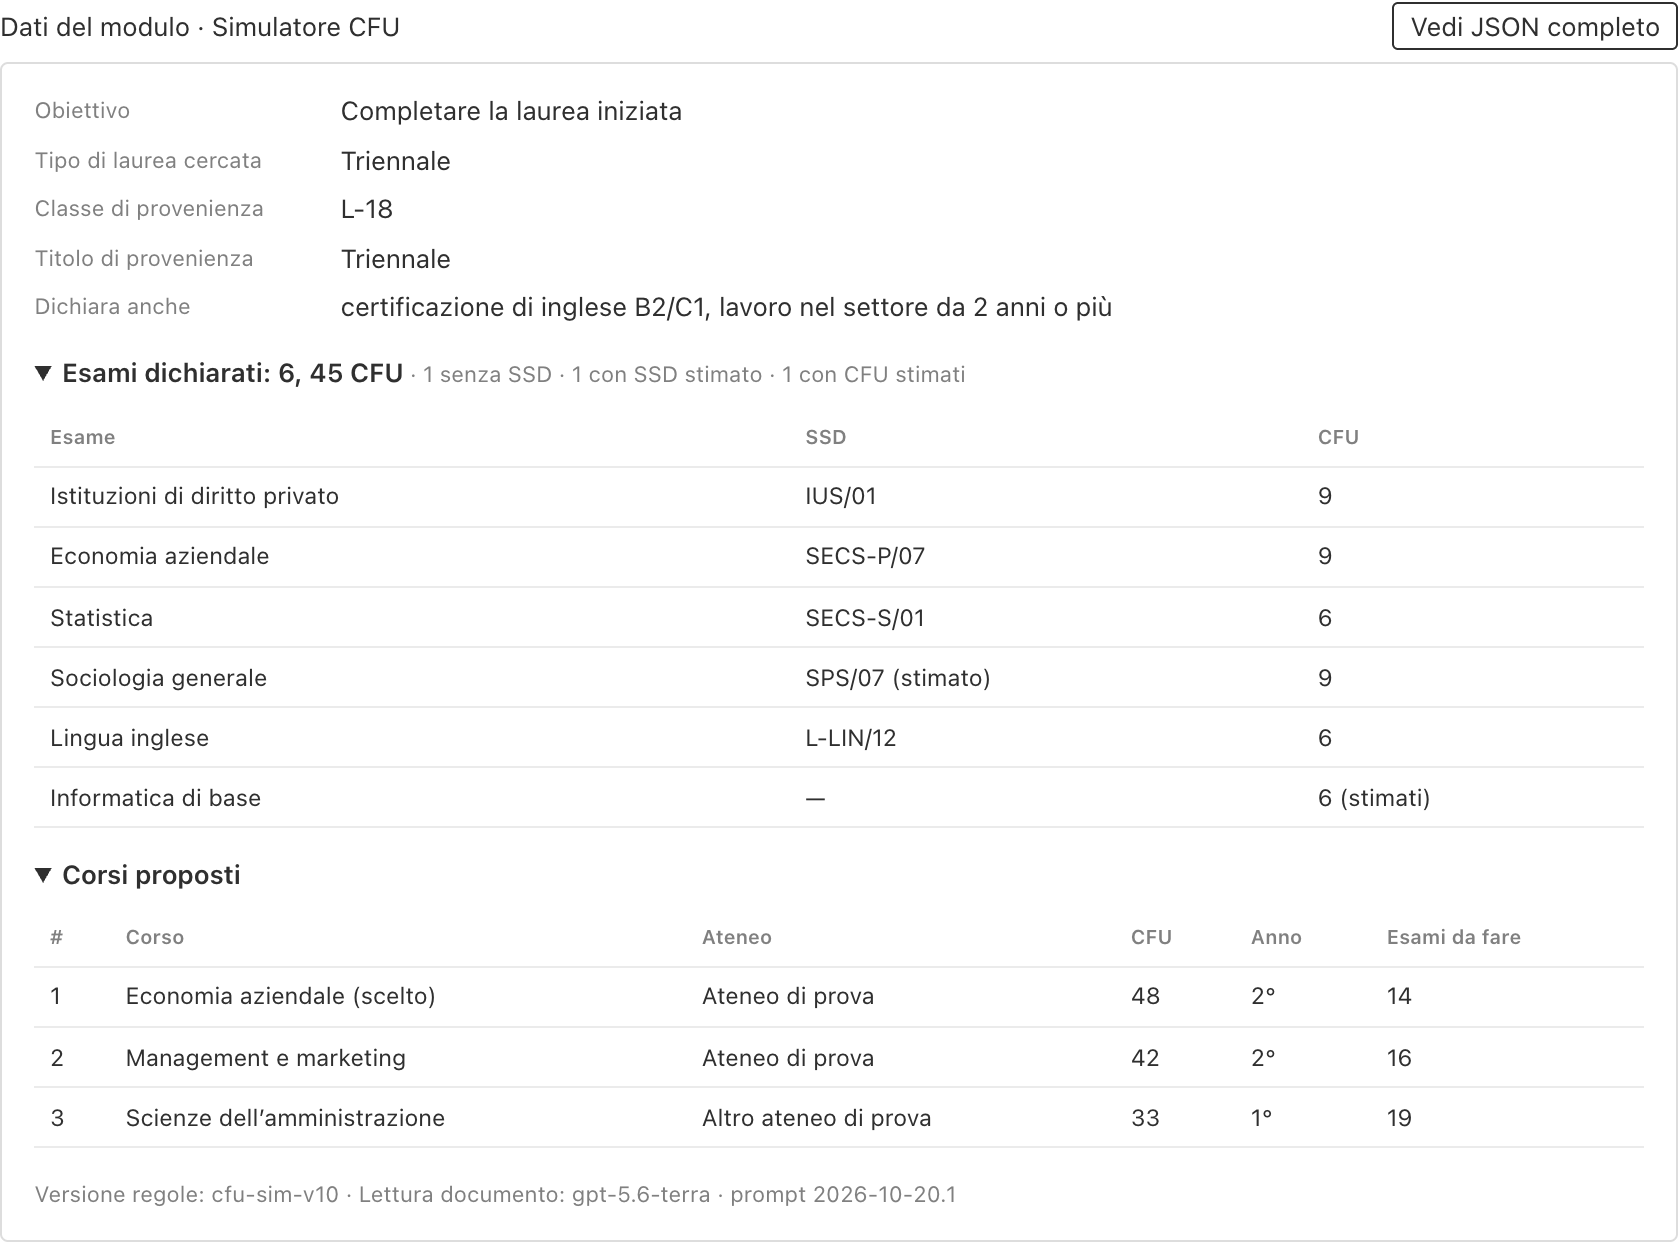 Dati del modulo · Simulatore CFU
Vedi JSON completo
Obiettivo Completare la laurea iniziata
Tipo di laurea cercata Triennale
Classe di provenienza L-18
Titolo di provenienza Triennale
Dichiara anche certificazione di inglese B2/C1, lavoro nel settore da 2 anni o più
▼ Esami dichiarati: 6, 45 CFU · 1 senza SSD · 1 con SSD stimato · 1 con CFU stimati
Esame SSD CFU
Istituzioni di diritto privato IUS/01 9
Economia aziendale SECS-P/07 9
Statistica SECS-S/01 6
Sociologia generale SPS/07 (stimato) 9
Lingua inglese L-LIN/12 6
Informatica di base — 6 (stimati)
▼ Corsi proposti
# Corso Ateneo CFU Anno Esami da fare
1 Economia aziendale (scelto) Ateneo di prova 48 2° 14
2 Management e marketing Ateneo di prova 42 2° 16
3 Scienze dell’amministrazione Altro ateneo di prova 33 1° 19
Versione regole: cfu-sim-v10 · Lettura documento: gpt-5.6-terra · prompt 2026-10-20.1